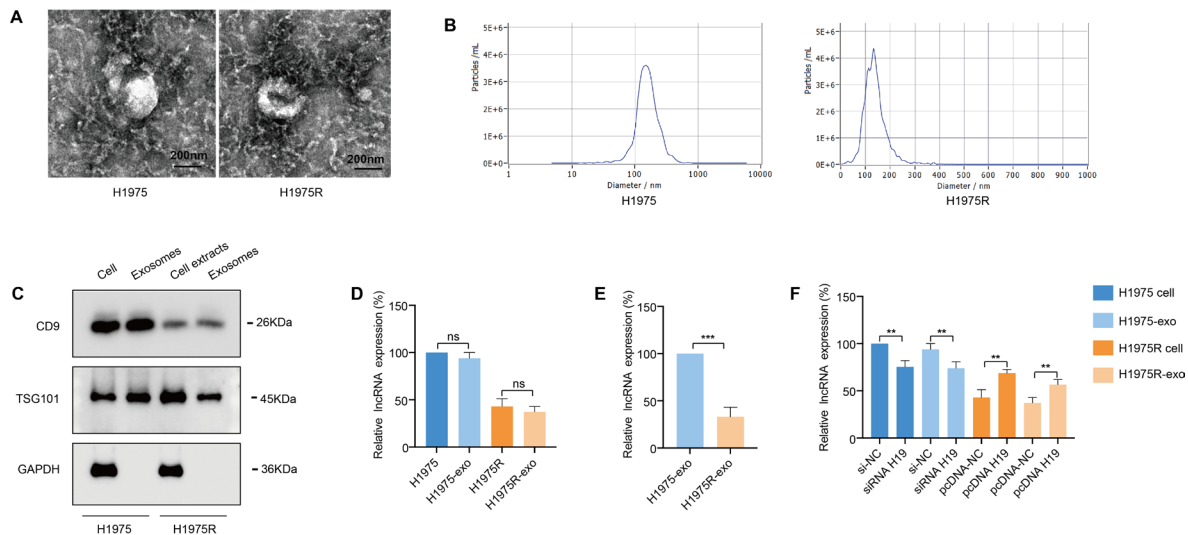 A
200nm
200nm
H1975
H1975R
B
Particles /mL
5E+6
4E+6
3E+6
2E+6
1E+6
0E+0
1
10
100
1000
10000
Diameter / nm
H1975
Particles /mL
5E+6
4E+6
3E+6
2E+6
1E+6
0E+0
0
100
200
300
400
500
600
700
800
900
1000
Diameter / nm
H1975R
C
Cell
Exosomes
Cell extracts
Exosomes
CD9
26KDa
TSG101
45KDa
GAPDH
36KDa
H1975
H1975R
D
Relative lncRNA expression (%)
150
100
50
0
ns
ns
H1975
H1975-exo
H1975R
H1975R-exo
E
Relative lncRNA expression (%)
150
100
50
0
***
H1975-exo
H1975R-exo
F
Relative lncRNA expression (%)
150
100
50
0
**
**
**
**
si-NC
siRNA H19
si-NC
siRNA H19
pcDNA-NC
pcDNA H19
pcDNA-NC
pcDNA H19
H1975 cell
H1975-exo
H1975R cell
H1975R-exo